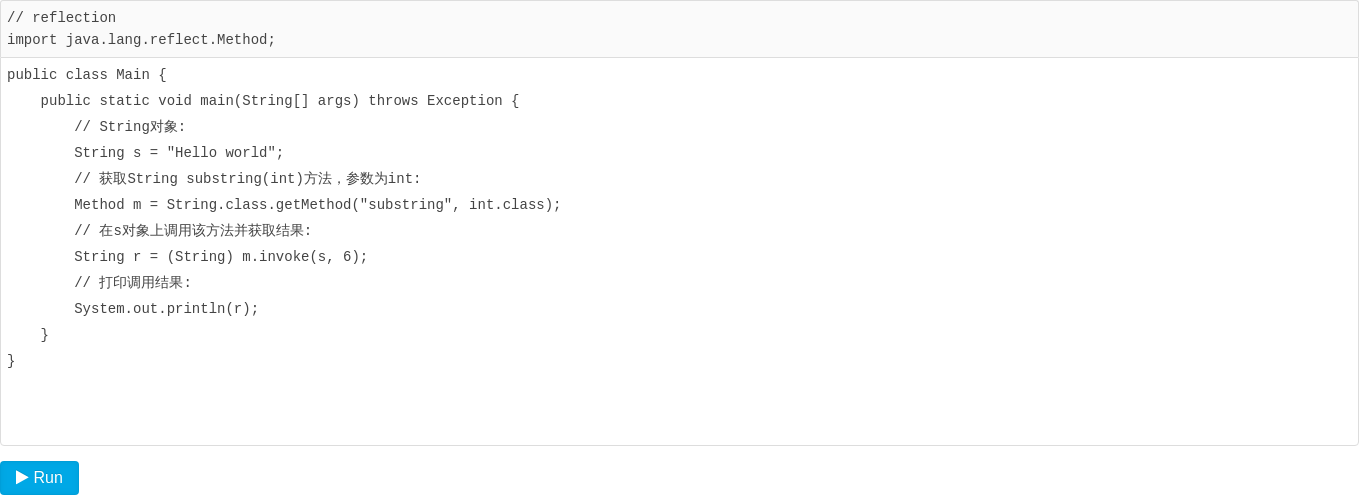 // reflection
import java.lang.reflect.Method;
public class Main {
    public static void main(String[] args) throws Exception {
        // String对象:
        String s = "Hello world";
        // 获取String substring(int)方法，参数为int:
        Method m = String.class.getMethod("substring", int.class);
        // 在s对象上调用该方法并获取结果:
        String r = (String) m.invoke(s, 6);
        // 打印调用结果:
        System.out.println(r);
    }
}
Run